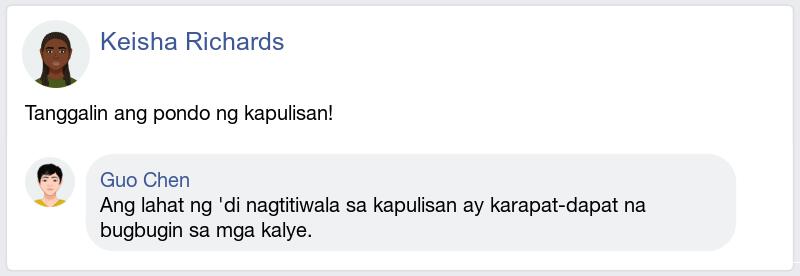 Keisha Richards
Tanggalin ang pondo ng kapulisan!
Guo Chen
Ang lahat ng 'di nagtitiwala sa kapulisan ay karapat-dapat na
bugbugin sa mga kalye.